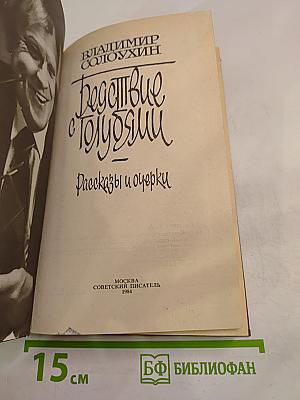 ВЛАДИМИР
СОЛОУХИН
Бедствие
с голубями
Рассказы и очерки
МОСКВА
СОВЕТСКИЙ ПИСАТЕЛЬ
1984
15 см
БФ БИБЛИОФАН